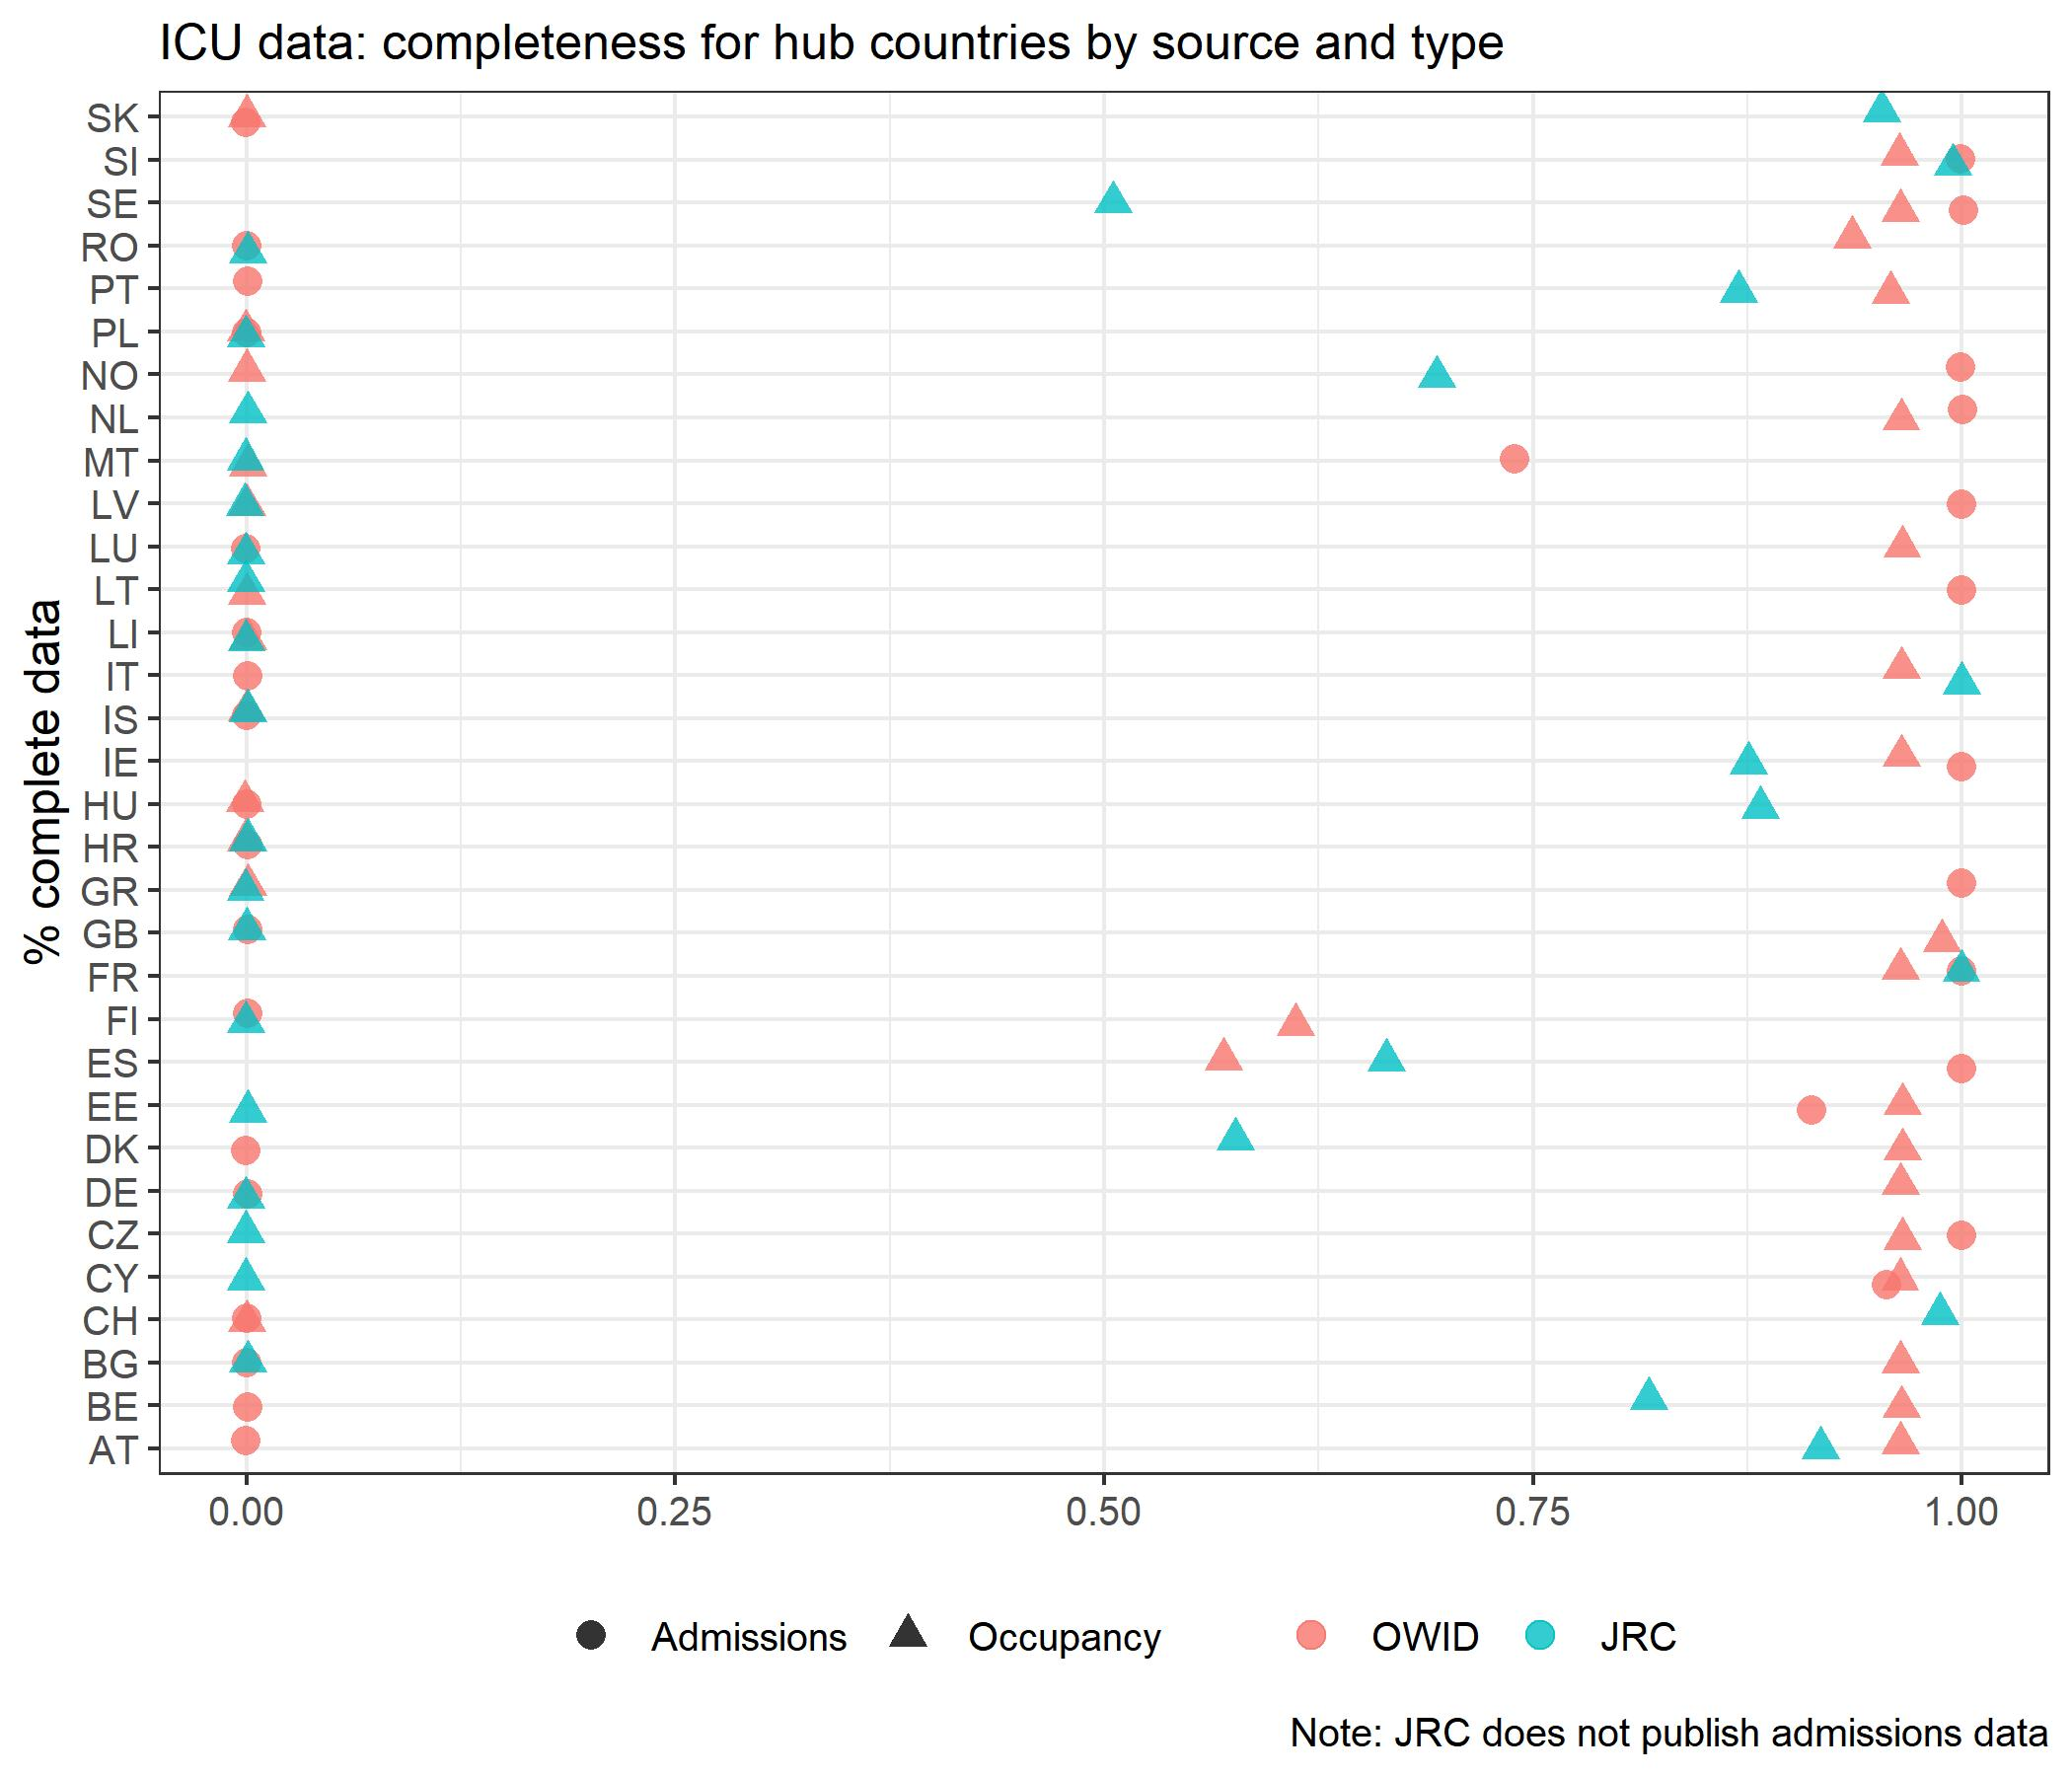 ICU data: completeness for hub countries by source and type
% complete data
SK
SI
SE
RO
PT
PL
NO
NL
MT
LV
LU
LT
LI
IT
IS
IE
HU
HR
GR
GB
FR
FI
ES
EE
DK
DE
CZ
CY
CH
BG
BE
AT
0.00 0.25 0.50 0.75 1.00
Admissions Occupancy OWID JRC
Note: JRC does not publish admissions data